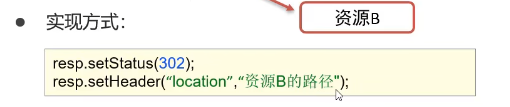 资源B
● 实现方式：
resp.setStatus(302);
resp.setHeader(“location”,“资源B的路径");